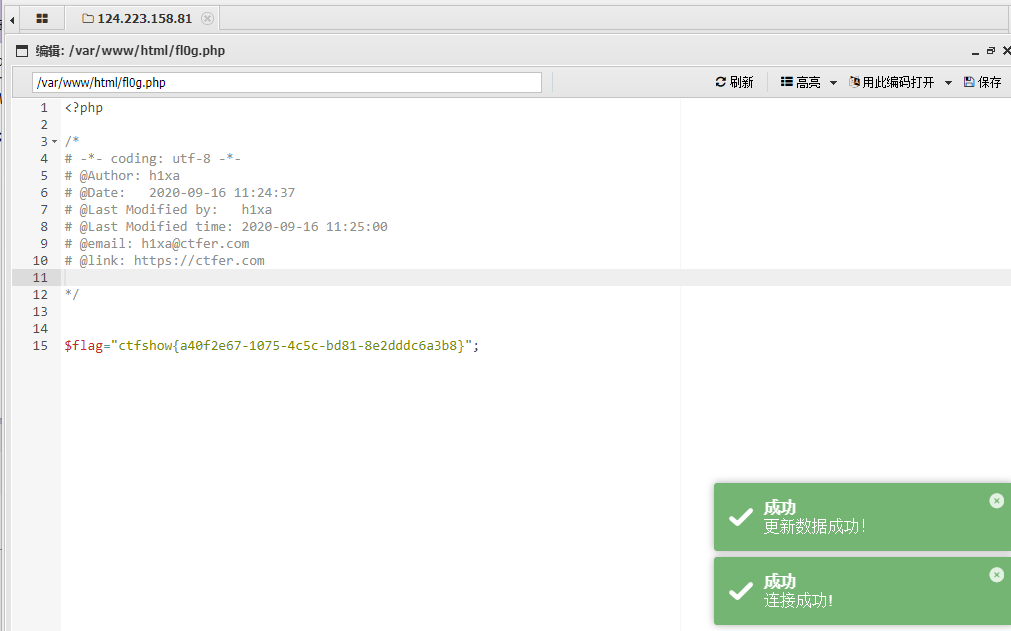 124.223.158.81
编辑: /var/www/html/fl0g.php
/var/www/html/fl0g.php 刷新 高亮 用此编码打开 保存
1 <?php
2
3 /*
4 # -*- coding: utf-8 -*-
5 # @Author: h1xa
6 # @Date:   2020-09-16 11:24:37
7 # @Last Modified by:   h1xa
8 # @Last Modified time: 2020-09-16 11:25:00
9 # @email: h1xa@ctfer.com
10 # @link: https://ctfer.com
11
12 */
13
14
15 $flag="ctfshow{a40f2e67-1075-4c5c-bd81-8e2dddc6a3b8}";
成功
更新数据成功!
成功
连接成功!